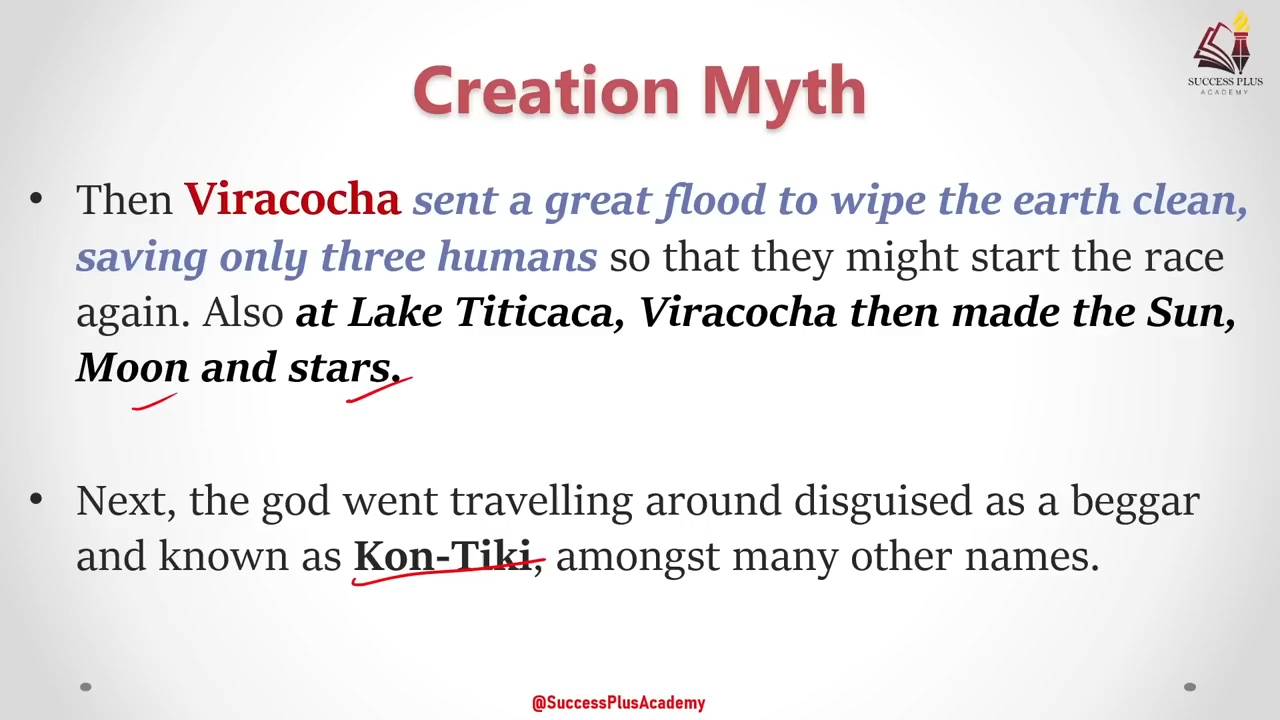 SUCCESS PLUS
ACADEMY
Creation Myth
• Then Viracocha sent a great flood to wipe the earth clean,
saving only three humans so that they might start the race
again. Also at Lake Titicaca, Viracocha then made the Sun,
Moon and stars.
• Next, the god went travelling around disguised as a beggar
and known as Kon-Tiki, amongst many other names.
@SuccessPlusAcademy